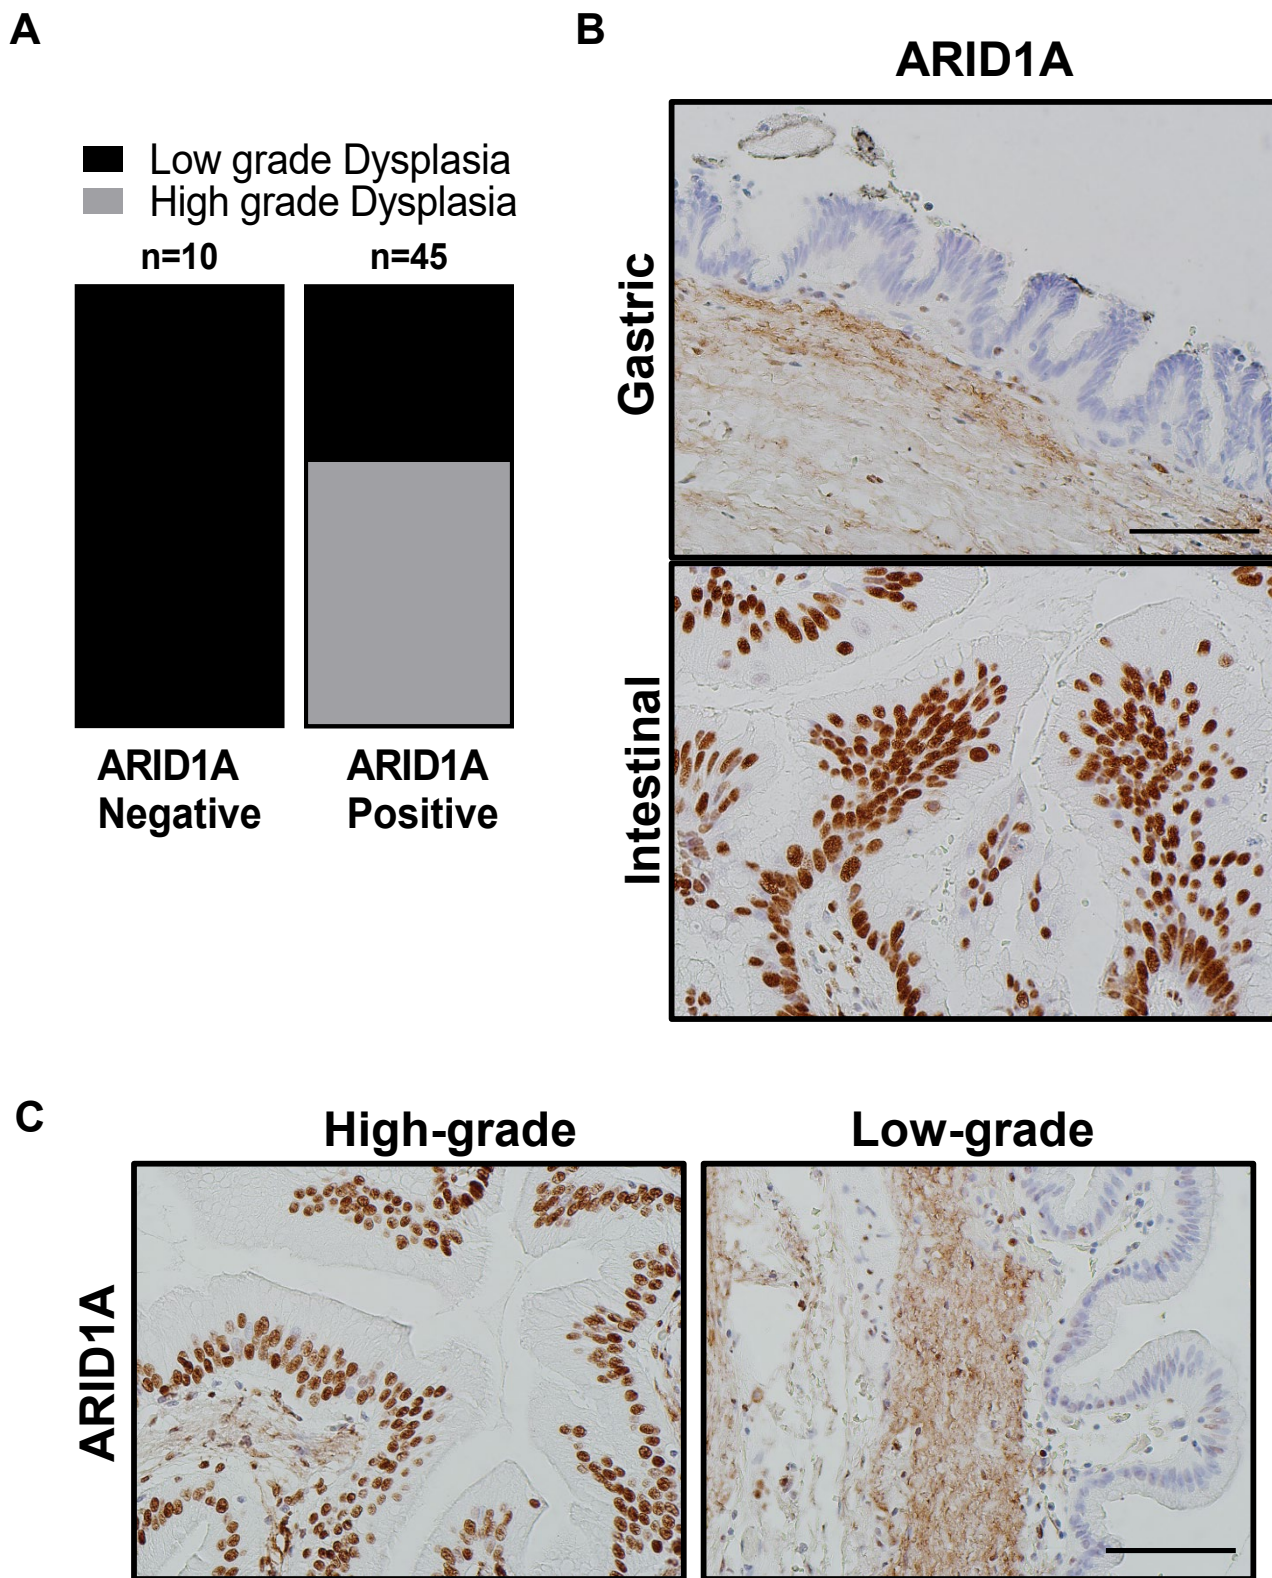 A
Low grade Dysplasia
High grade Dysplasia
n=10
n=45
ARID1A
Negative
ARID1A
Positive
B
ARID1A
Gastric
Intestinal
C
High-grade
Low-grade
ARID1A